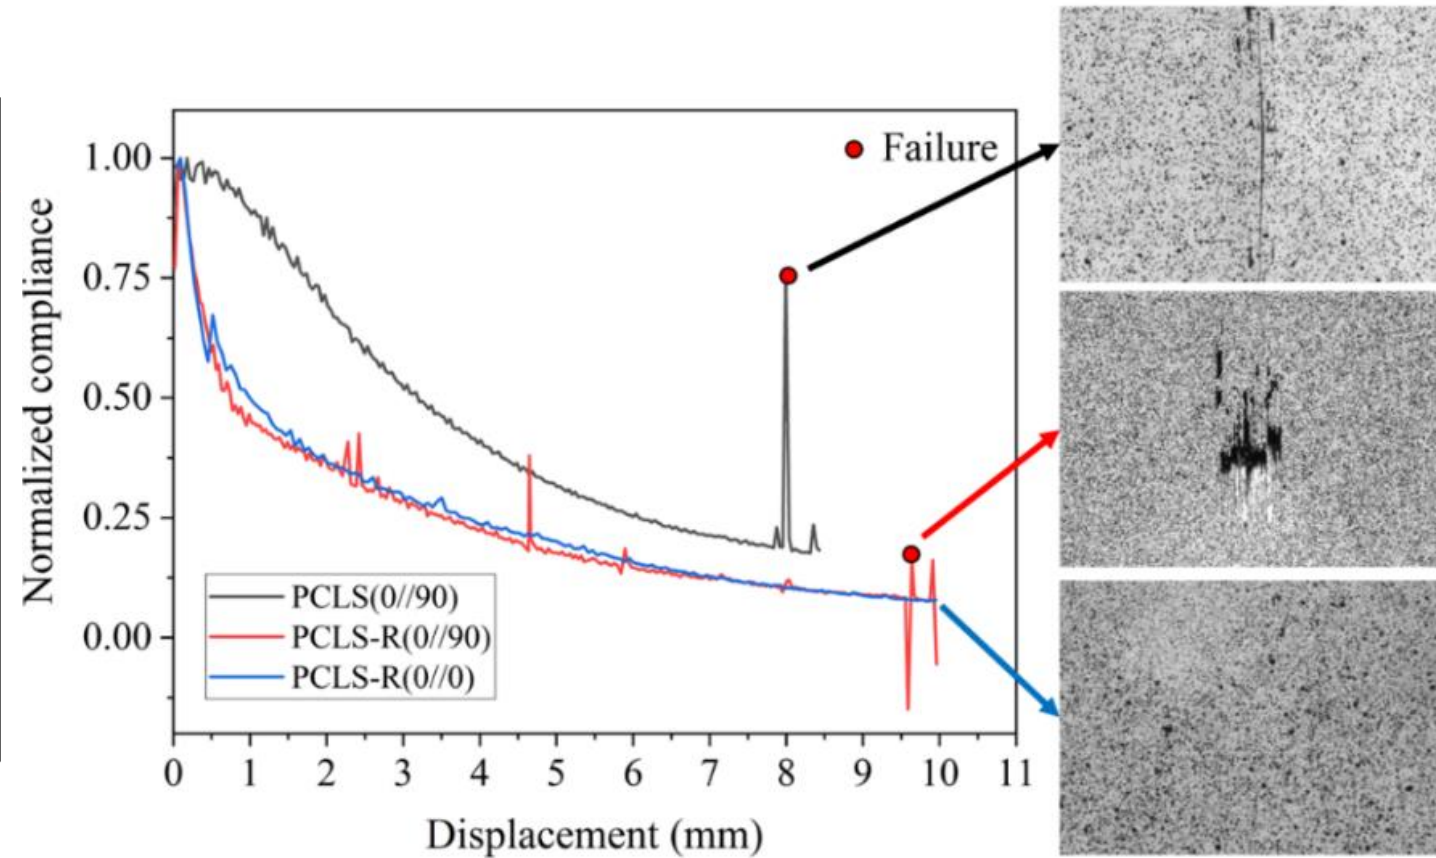 Failure
1.00
0.75
0.50
0.25
0.00
Normalized compliance
PCLS(0//90)
PCLS-R(0//90)
PCLS-R(0//0)
0 1 2 3 4 5 6 7 8 9 10 11
Displacement (mm)